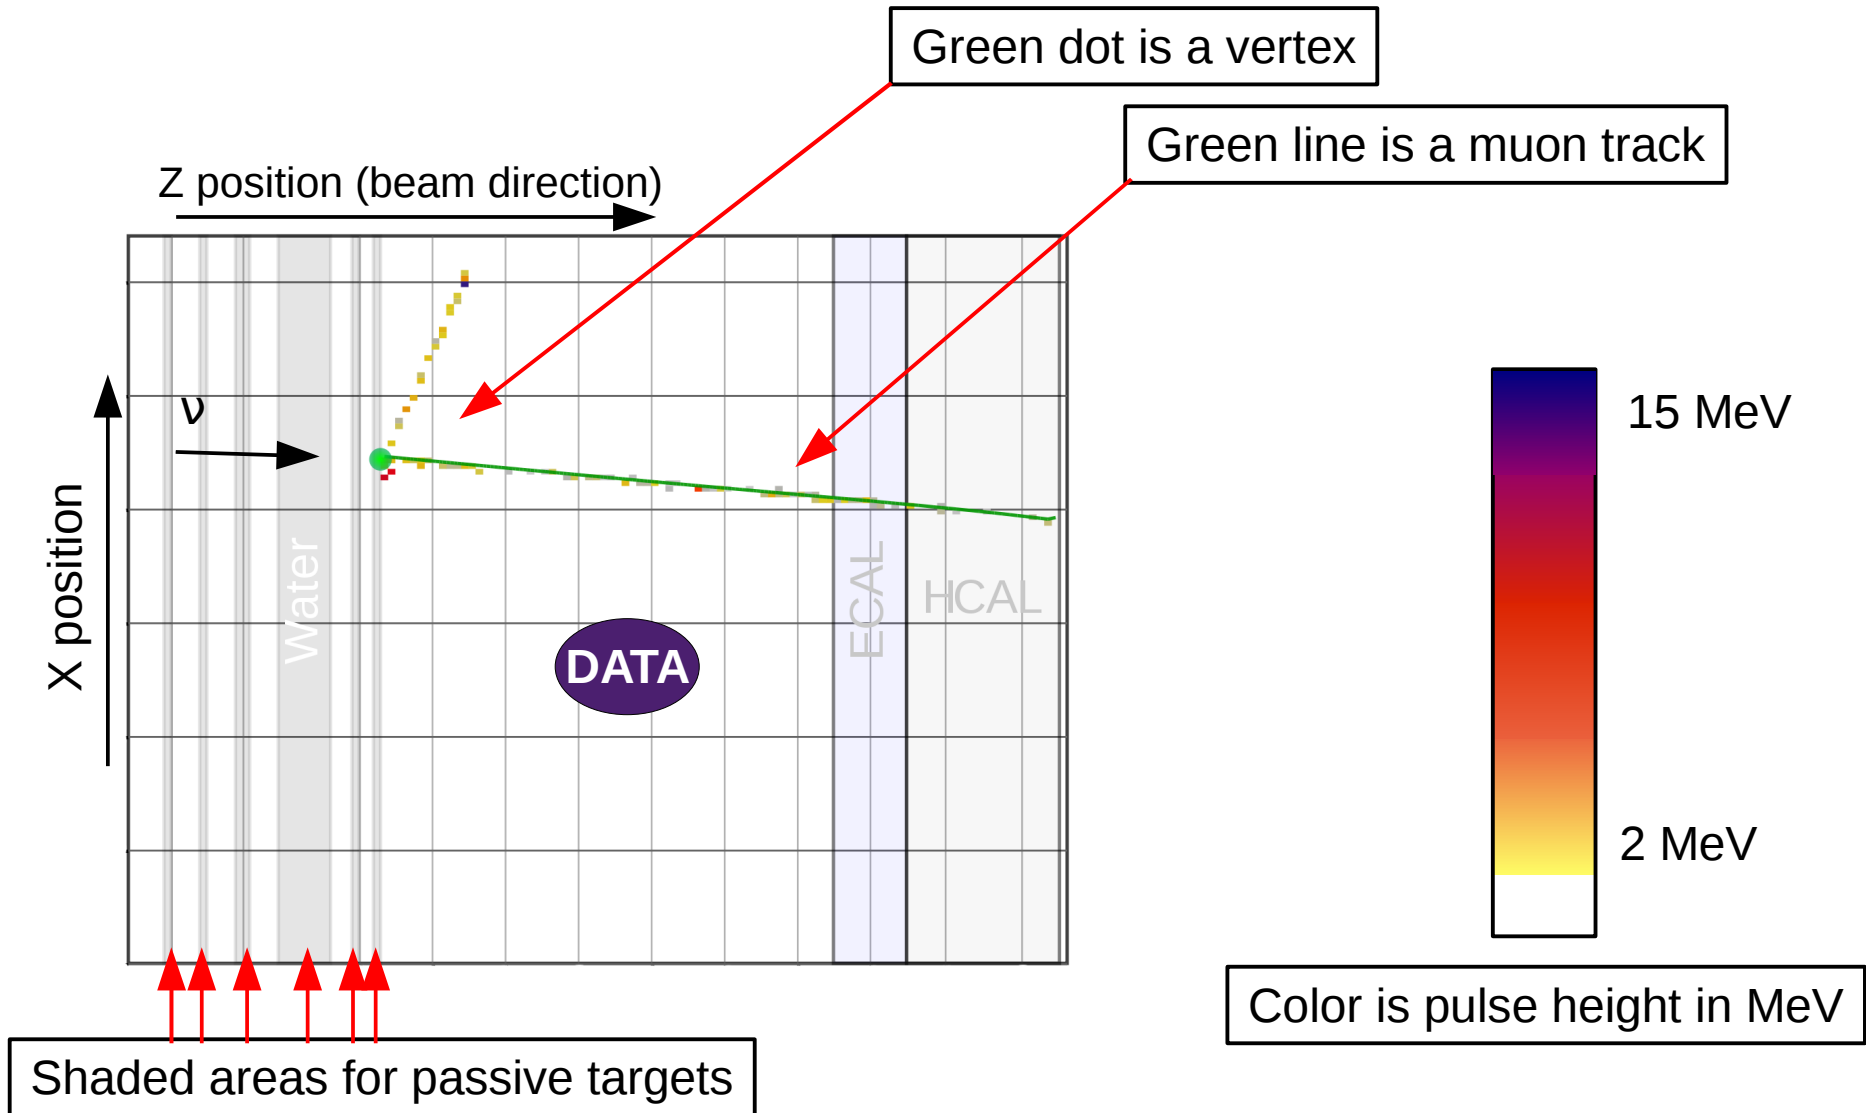 Green dot is a vertex
Green line is a muon track
Z position (beam direction)
ν
X position
Water
ECAL
HCAL
DATA
15 MeV
2 MeV
Color is pulse height in MeV
Shaded areas for passive targets